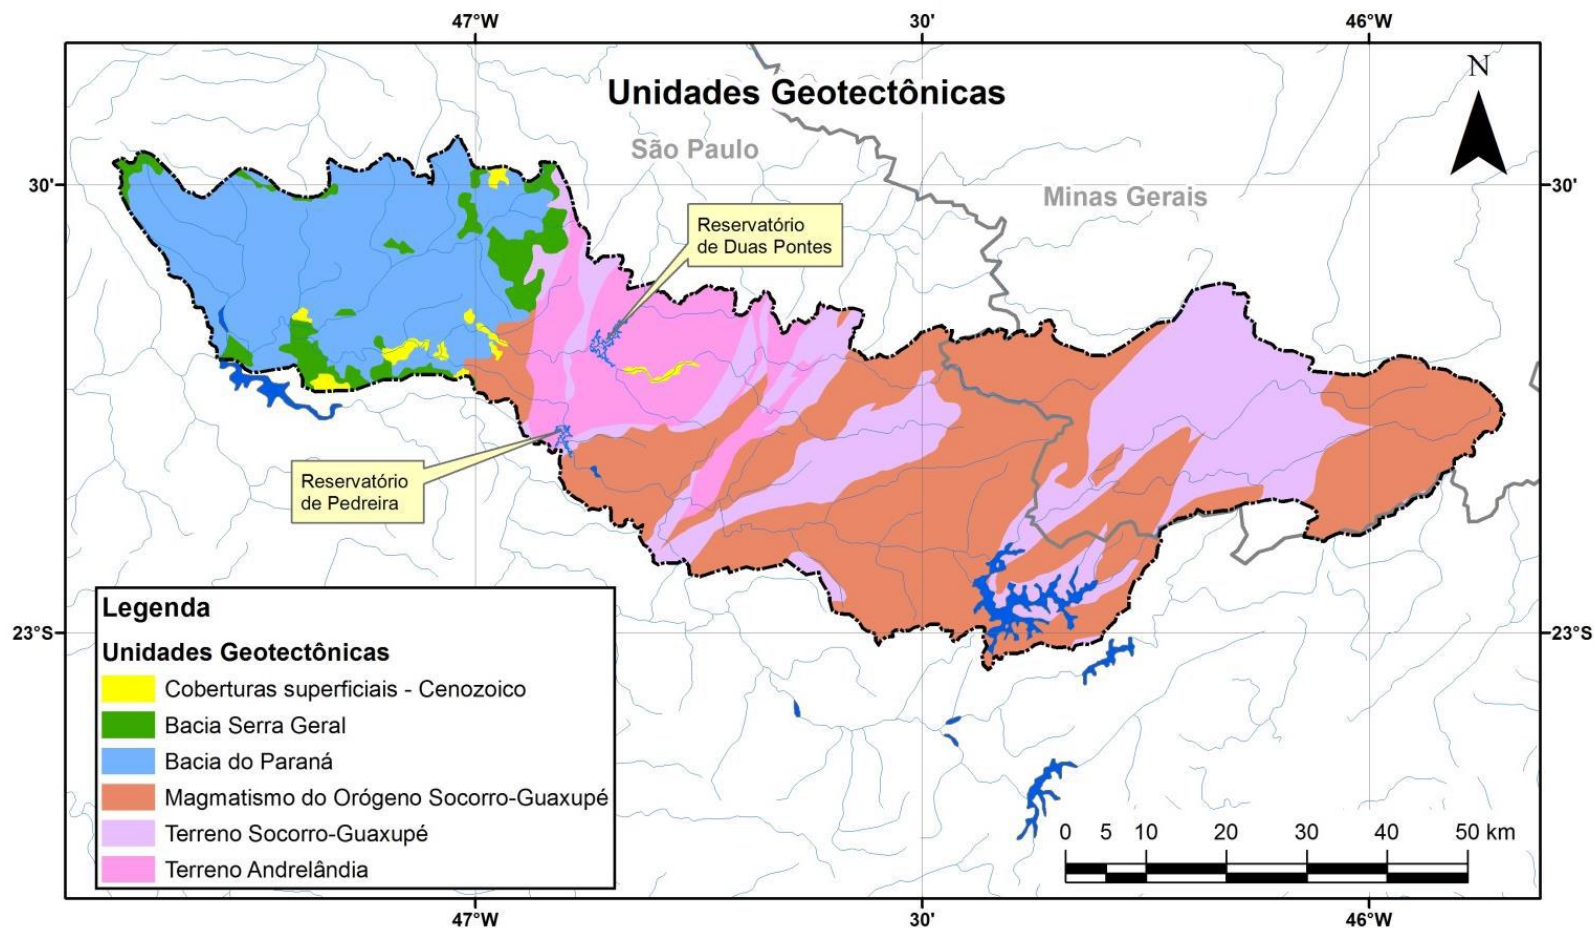 47°W
30'
46°W
Unidades Geotectônicas
N
São Paulo
Minas Gerais
30'
30'
Reservatório
de Duas Pontes
Reservatório
de Pedreira
Legenda
Unidades Geotectônicas
Coberturas superficiais - Cenozoico
Bacia Serra Geral
Bacia do Paraná
Magmatismo do Orógeno Socorro-Guaxupé
Terreno Socorro-Guaxupé
Terreno Andrelândia
23°S
23°S
0 5 10 20 30 40 50 km
47°W
30'
46°W